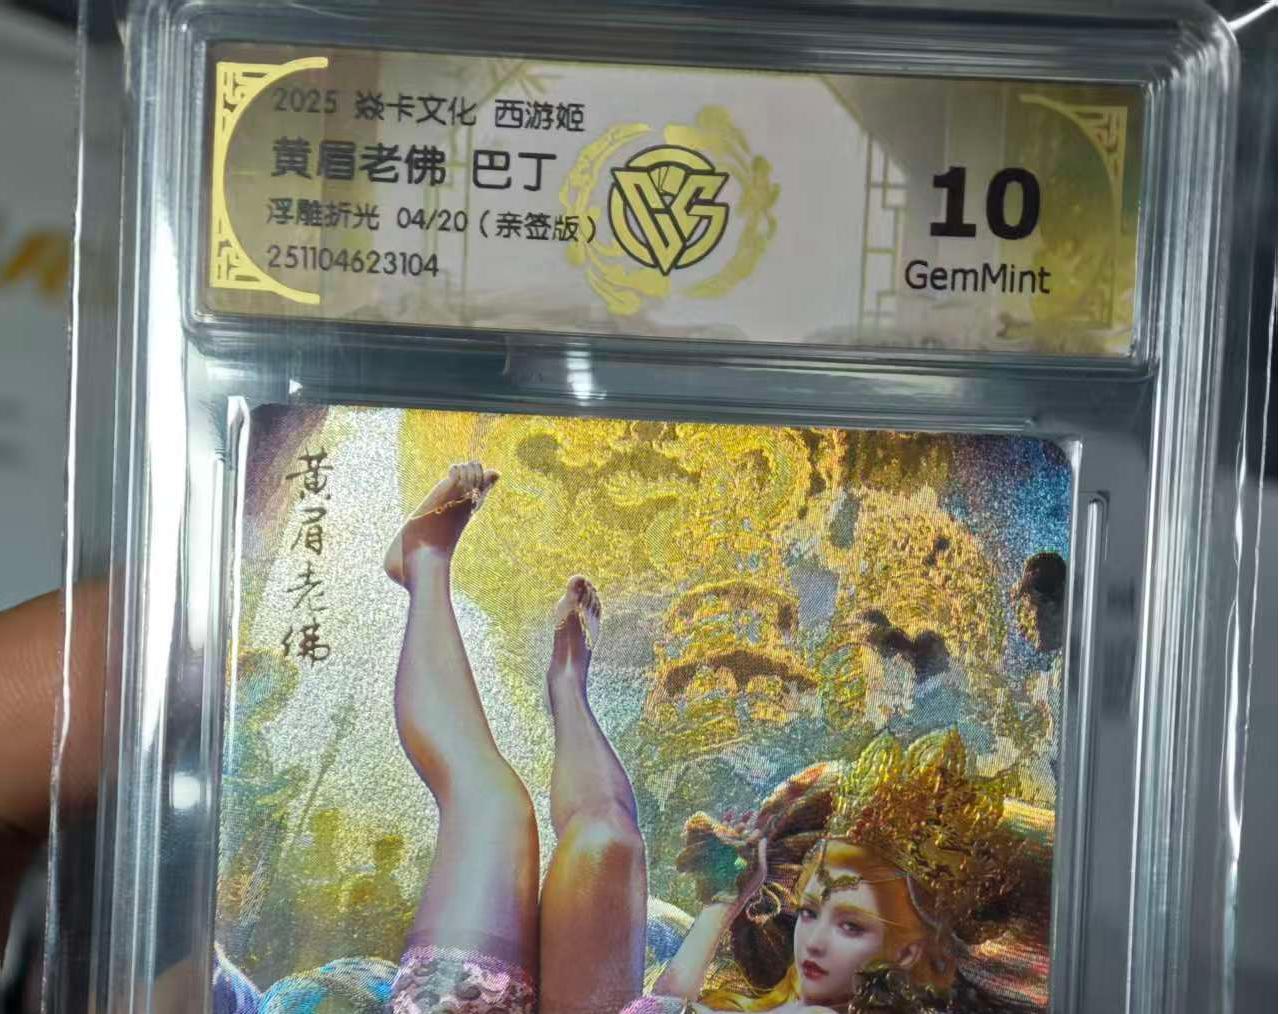 2025 焱卡文化 西游姬
黄眉老佛 巴丁
浮雕折光 04/20（亲签版）
251104623104
10
GemMint
黄眉老佛